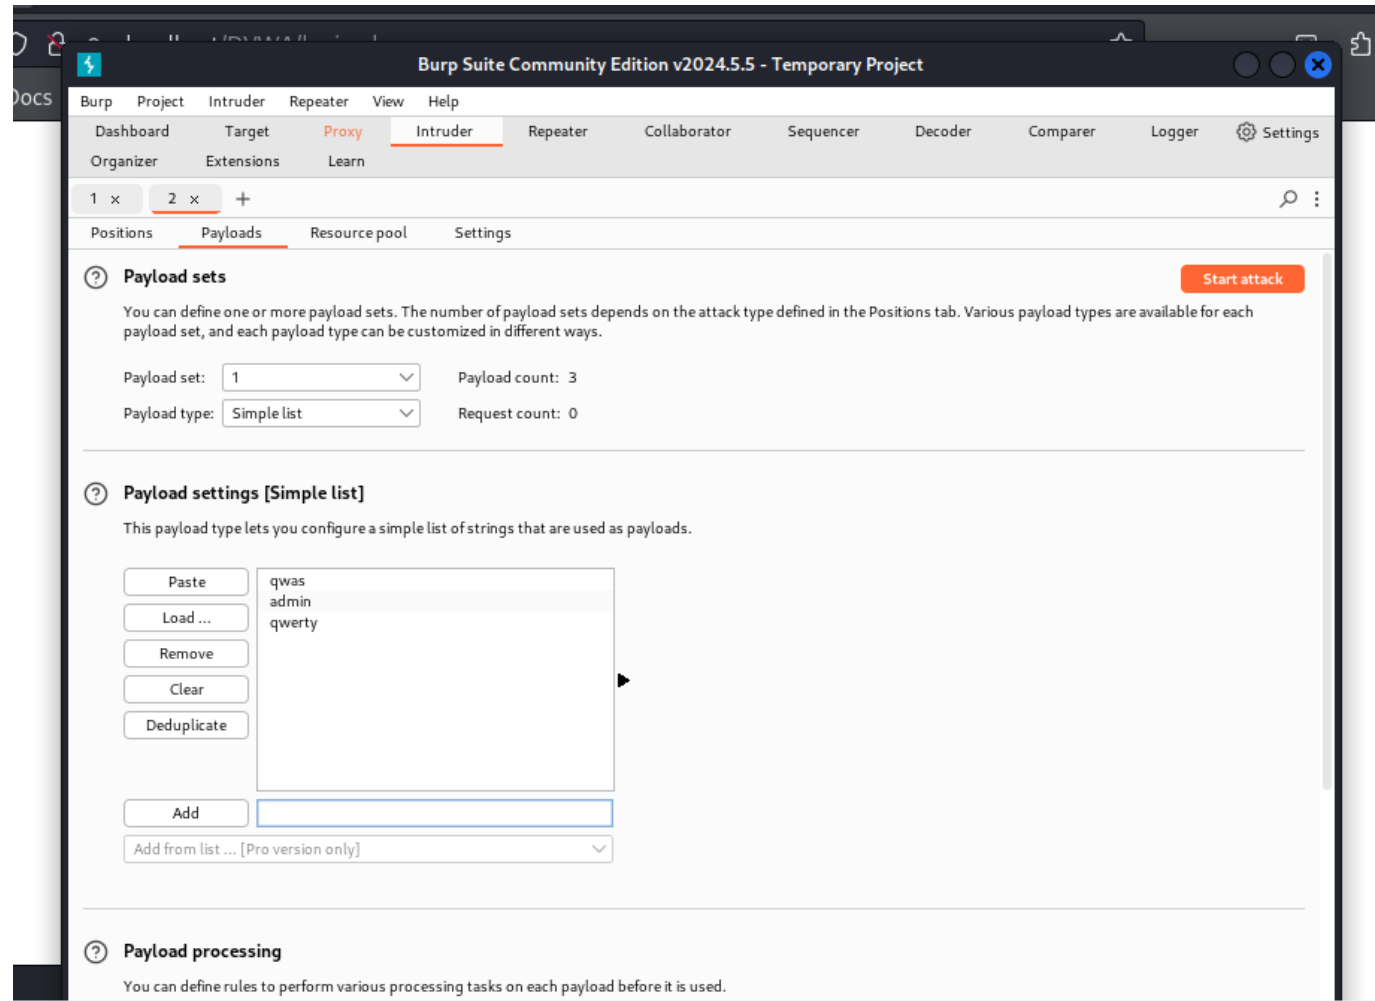 Docs
Burp Suite Community Edition v2024.5.5 - Temporary Project
Burp Project Intruder Repeater View Help
Dashboard Target Proxy Intruder Repeater Collaborator Sequencer Decoder Comparer Logger Settings
Organizer Extensions Learn
1 × 2 × +
Positions Payloads Resource pool Settings
Payload sets
Start attack
You can define one or more payload sets. The number of payload sets depends on the attack type defined in the Positions tab. Various payload types are available for each
payload set, and each payload type can be customized in different ways.
Payload set: 1 Payload count: 3
Payload type: Simple list Request count: 0
Payload settings [Simple list]
This payload type lets you configure a simple list of strings that are used as payloads.
Paste
Load ...
Remove
Clear
Deduplicate
qwas
admin
qwerty
Add
Add from list ... [Pro version only]
Payload processing
You can define rules to perform various processing tasks on each payload before it is used.